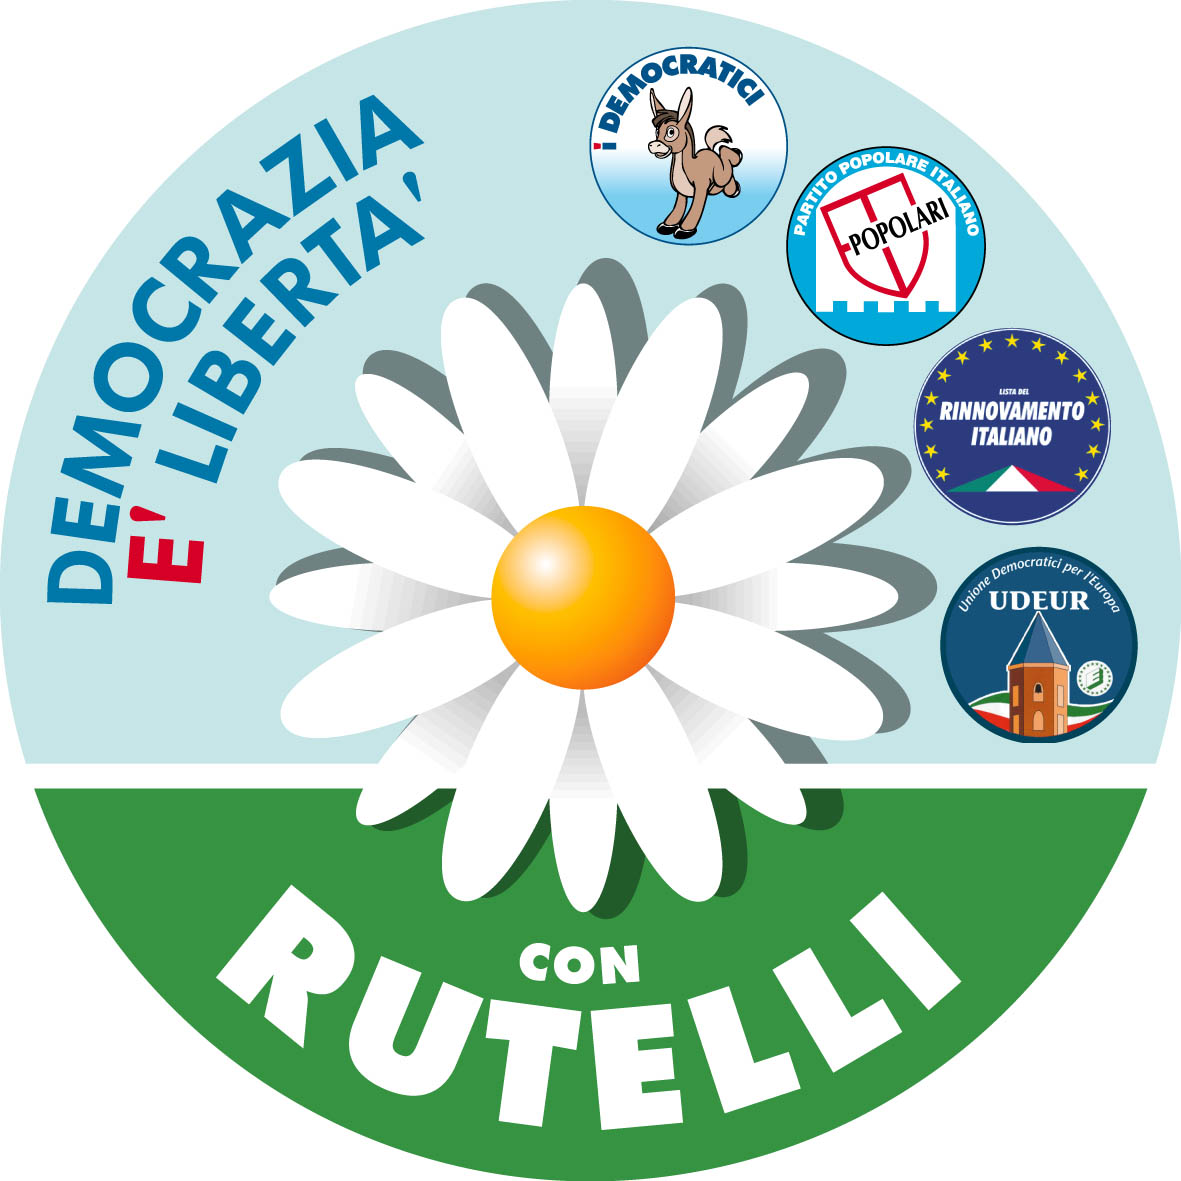 DEMOCRAZIA
E' LIBERTA'
i DEMOCRATICI
PARTITO POPOLARE ITALIANO
POPOLARI
LISTA DEL
RINNOVAMENTO
ITALIANO
Unione Democratici per l'Europa
UDEUR
CON
RUTELLI